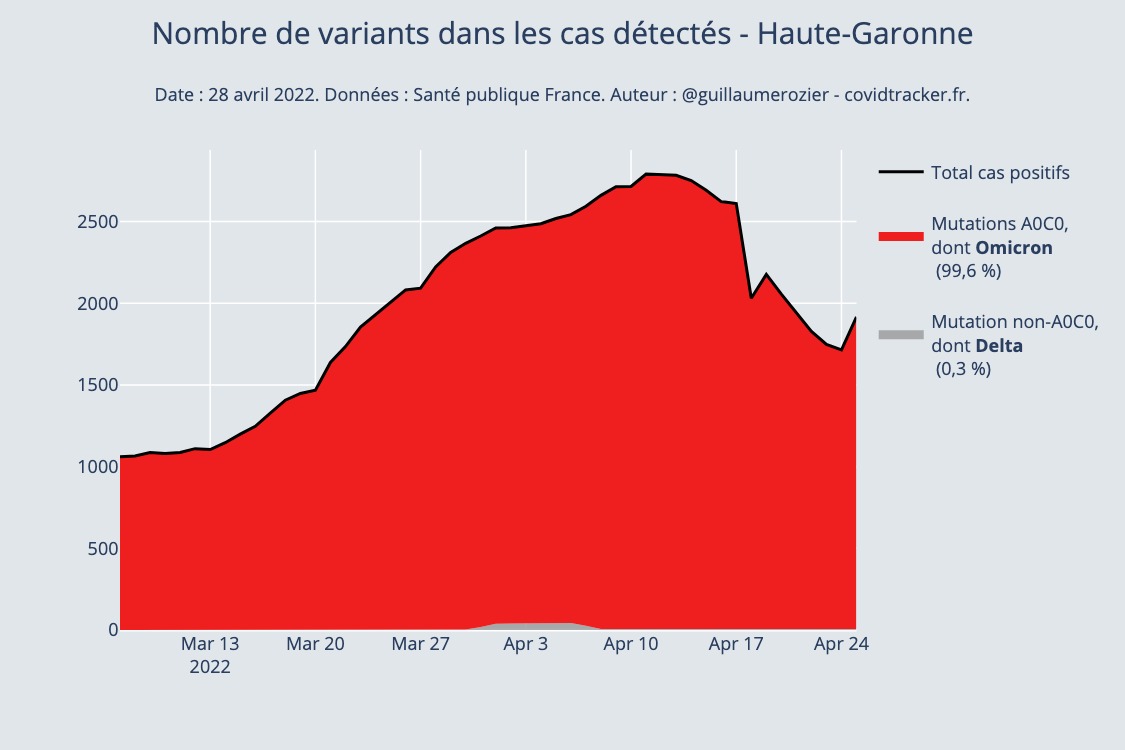 Nombre de variants dans les cas détectés - Haute-Garonne
Date : 28 avril 2022. Données : Santé publique France. Auteur : @guillaumerozier - covidtracker.fr.
Total cas positifs
Mutations A0C0,
dont Omicron
(99,6 %)
Mutation non-A0C0,
dont Delta
(0,3 %)
2500
2000
1500
1000
500
0
Mar 13
2022
Mar 20
Mar 27
Apr 3
Apr 10
Apr 17
Apr 24